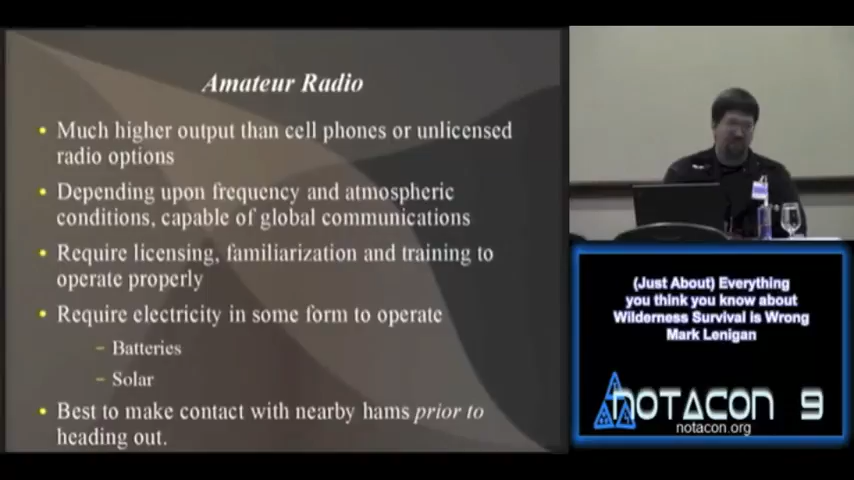 Amateur Radio
• Much higher output than cell phones or unlicensed
radio options
• Depending upon frequency and atmospheric
conditions, capable of global communications
• Require licensing, familiarization and training to
operate properly
• Require electricity in some form to operate
– Batteries
– Solar
• Best to make contact with nearby hams prior to
heading out.
(Just About) Everything
you think you know about
Wilderness Survival is Wrong
Mark Lenigan
NOTACON 9
notacon.org